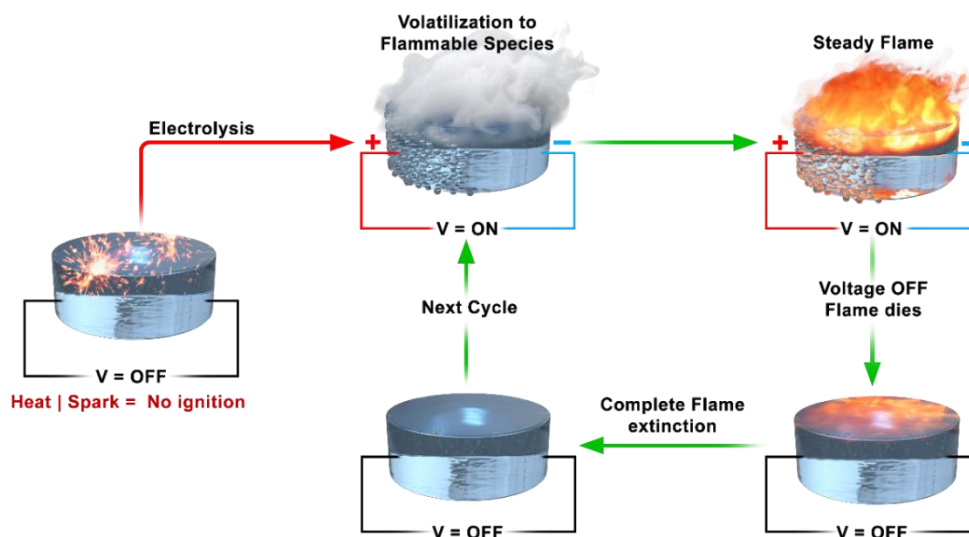 Volatilization to
Flammable Species
Steady Flame
Electrolysis
+
−
+
−
V = ON
V = ON
V = OFF
Heat | Spark = No ignition
Next Cycle
Voltage OFF
Flame dies
Complete Flame
extinction
V = OFF
V = OFF